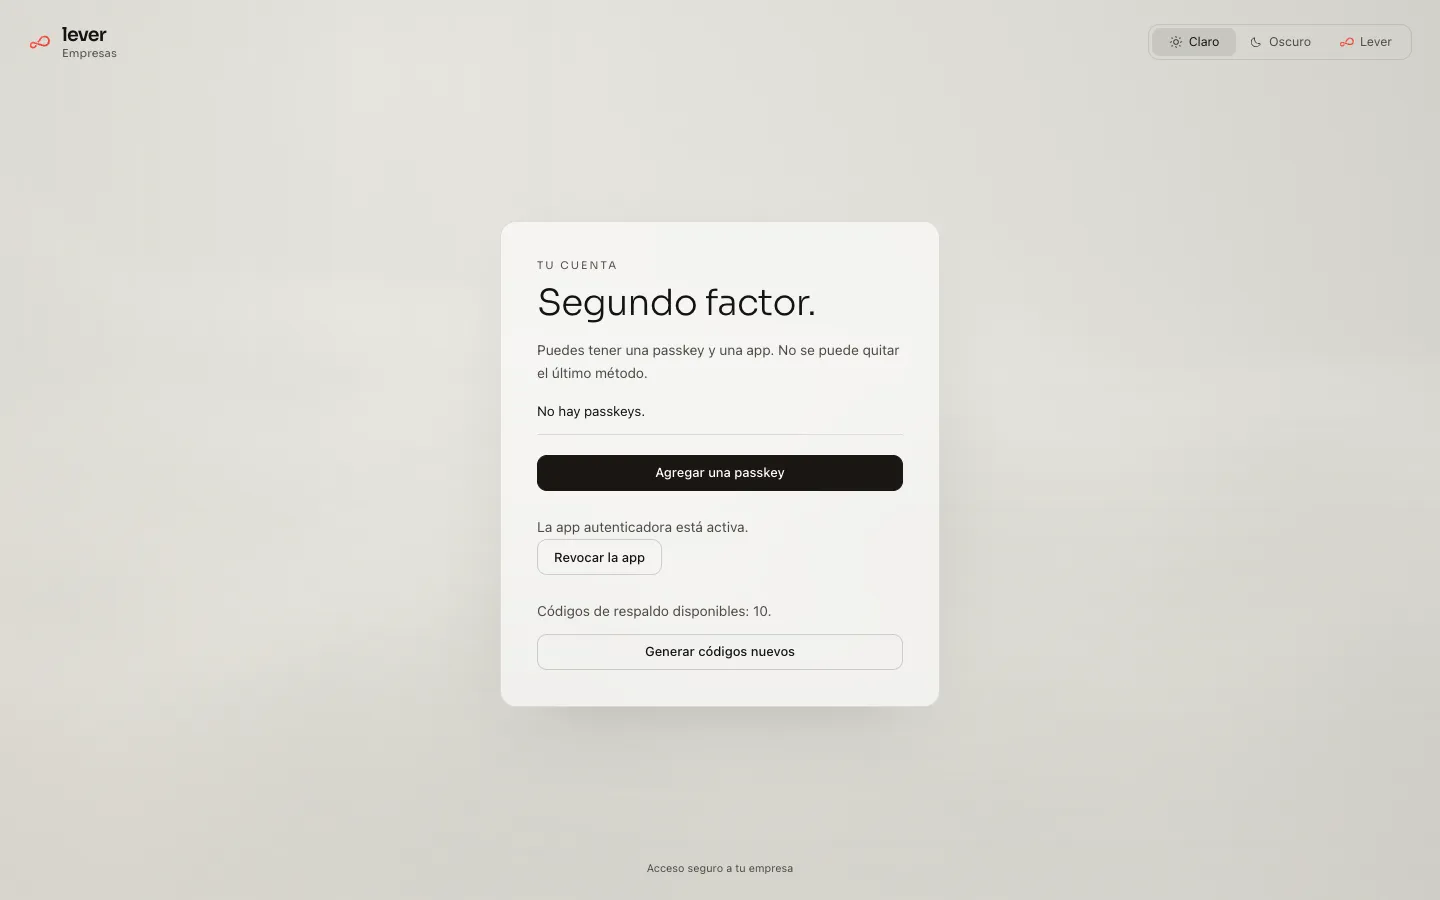 lever
Empresas
Claro
Oscuro
Lever
TU CUENTA
Segundo factor.
Puedes tener una passkey y una app. No se puede quitar
el último método.
No hay passkeys.
Agregar una passkey
La app autenticadora está activa.
Revocar la app
Códigos de respaldo disponibles: 10.
Generar códigos nuevos
Acceso seguro a tu empresa